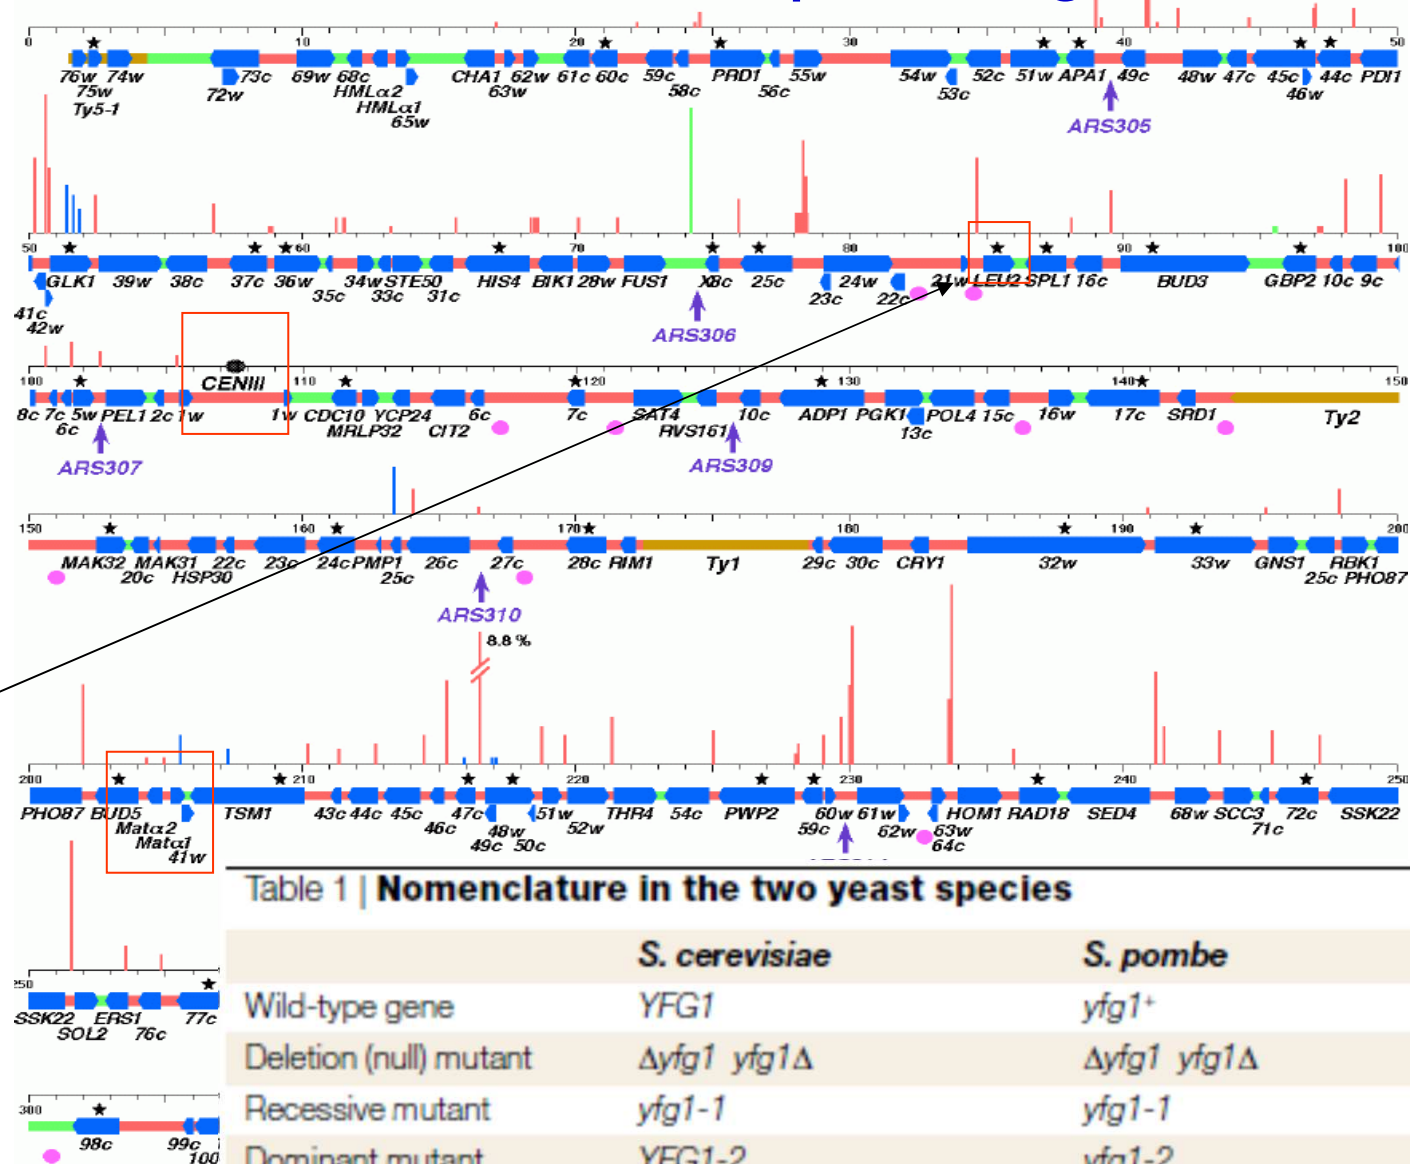 0 10 20 30 40 50
76w 74w 73c 69w 68c CHA1 62w 61c 60c 59c PRD1 55w 54w 52c 51w APA1 49c 48w 47c 45c 44c PDI1
75w 72w HMLα2 63w 58c 56c 53c 46w
Ty5-1 HMLα1
65w
ARS305
50 60 70 80 90 100
GLK1 39w 38c 37c 36w 34w STE50 HIS4 BIK1 28w FUS1 25c 24w 21w LEU2 SPL1 16c BUD3 GBP2 10c 9c
41c 35c 33c 31c 23c 22c
42w
ARS306
CENIII
100 110 120 130 140 150
8c 7c 5w PEL1 2c 1w 1w CDC10 YCP24 6c 7c SAT4 10c ADP1 PGK1 POL4 15c 16w 17c SRD1 Ty2
6c MRLP32 CIT2 RVS161 13c
ARS307 ARS309
150 160 170 180 190 200
MAK32 MAK31 22c 23c 24c PMP1 26c 27c 28c RIM1 Ty1 29c 30c CRY1 32w 33w GNS1 RBK1
20c HSP30 25c 25c PHO87
ARS310
8.8 %
200 210 220 230 240 250
PHO87 BUD5 TSM1 43c 44c 45c 47c 51w THR4 54c PWP2 60w 61w HOM1 RAD18 SED4 68w SCC3 72c SSK22
Matα2 46c 48w 52w 59c 62w 63w 71c
Matα1 49c 50c 64c
41w
250
SSK22 ERS1 77c
SOL2 76c
300
98c 99c
100
Table 1 | Nomenclature in the two yeast species
S. cerevisiae S. pombe
Wild-type gene YFG1 yfg1⁺
Deletion (null) mutant Δyfg1 yfg1Δ Δyfg1 yfg1Δ
Recessive mutant yfg1-1 yfg1-1
Dominant mutant YFG1-2 yfg1-2